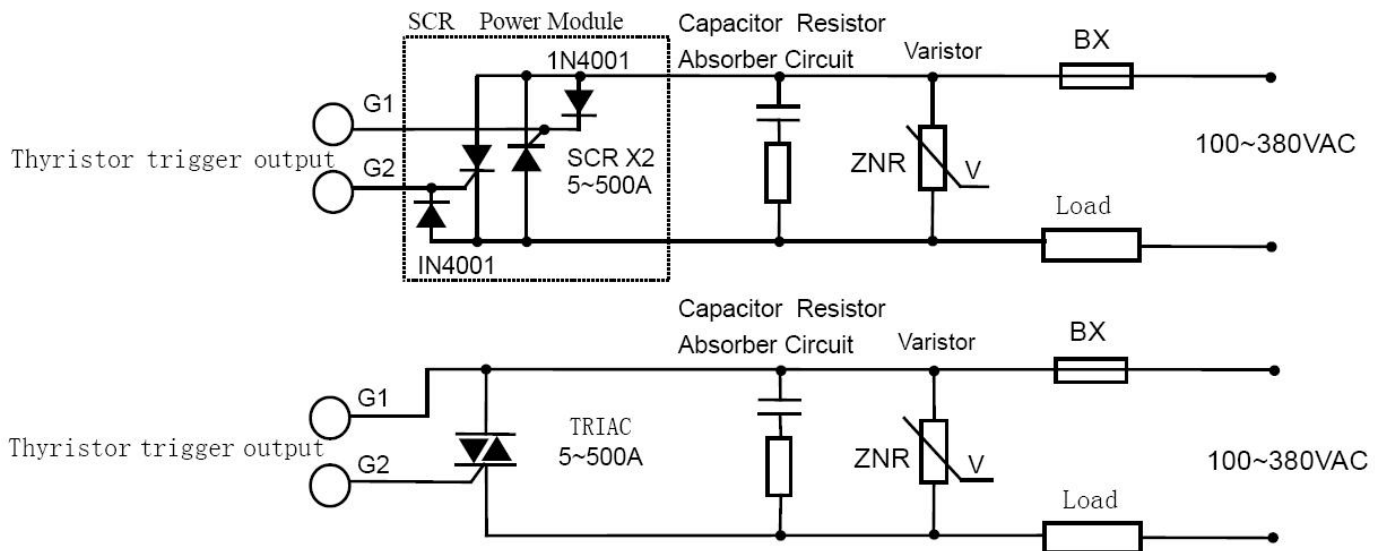 SCR Power Module
Capacitor Resistor
Absorber Circuit
Varistor
BX
1N4001
G1
Thyristor trigger output
G2
SCR X2
5~500A
ZNR
V
100~380VAC
Load
IN4001
Capacitor Resistor
Absorber Circuit
Varistor
BX
G1
Thyristor trigger output
G2
TRIAC
5~500A
ZNR
V
100~380VAC
Load